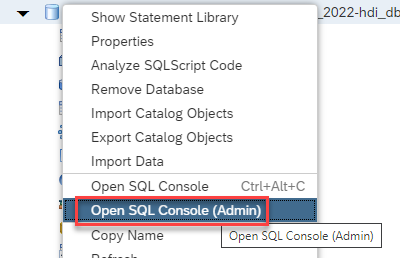 Show Statement Library
_2022-hdi_db
Properties
Analyze SQLScript Code
Remove Database
Import Catalog Objects
Export Catalog Objects
Import Data
Open SQL Console Ctrl+Alt+C
Open SQL Console (Admin)
Copy Name
Open SQL Console (Admin)
Refresh